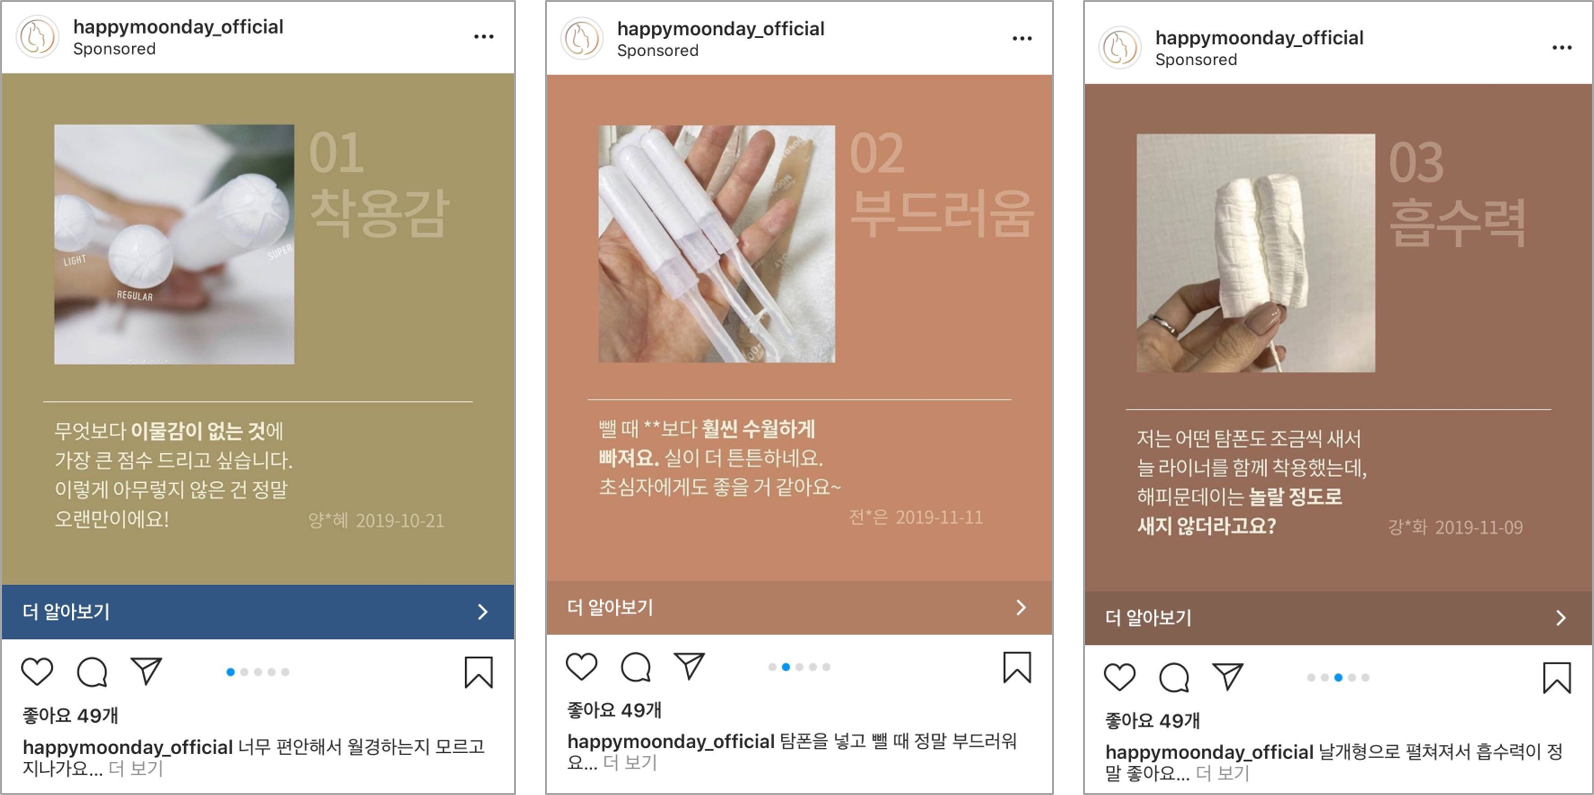 happymoonday_official
Sponsored
01
착용감
LIGHT
REGULAR
SUPER
무엇보다 이물감이 없는 것에
가장 큰 점수 드리고 싶습니다.
이렇게 아무렇지 않은 건 정말
오랜만이에요!
양*혜 2019-10-21
더 알아보기
좋아요 49개
happymoonday_official 너무 편안해서 월경하는지 모르고
지나가요... 더 보기
happymoonday_official
Sponsored
02
부드러움
뺄 때 **보다 훨씬 수월하게
빠져요. 실이 더 튼튼하네요.
초심자에게도 좋을 거 같아요~
전*은 2019-11-11
더 알아보기
좋아요 49개
happymoonday_official 탐폰을 넣고 뺄 때 정말 부드러워
요... 더 보기
happymoonday_official
Sponsored
03
흡수력
저는 어떤 탐폰도 조금씩 새서
늘 라이너를 함께 착용했는데,
해피문데이는 놀랄 정도로
새지 않더라고요?
강*화 2019-11-09
더 알아보기
좋아요 49개
happymoonday_official 날개형으로 펼쳐져서 흡수력이 정
말 좋아요... 더 보기